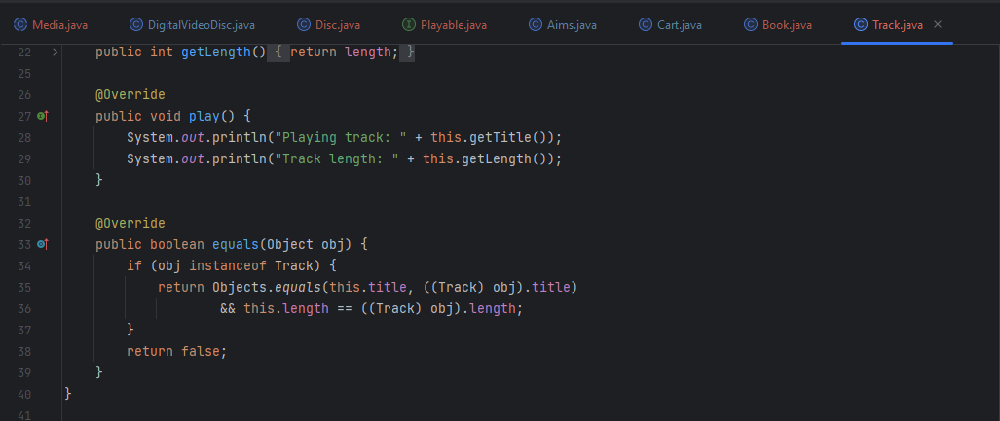 Media.java DigitalVideoDisc.java Disc.java Playable.java Aims.java Cart.java Book.java Track.java
22 public int getLength() { return length; }
25
26 @Override
27 public void play() {
28 System.out.println("Playing track: " + this.getTitle());
29 System.out.println("Track length: " + this.getLength());
30 }
31
32 @Override
33 public boolean equals(Object obj) {
34 if (obj instanceof Track) {
35 return Objects.equals(this.title, ((Track) obj).title)
36 && this.length == ((Track) obj).length;
37 }
38 return false;
39 }
40 }
41